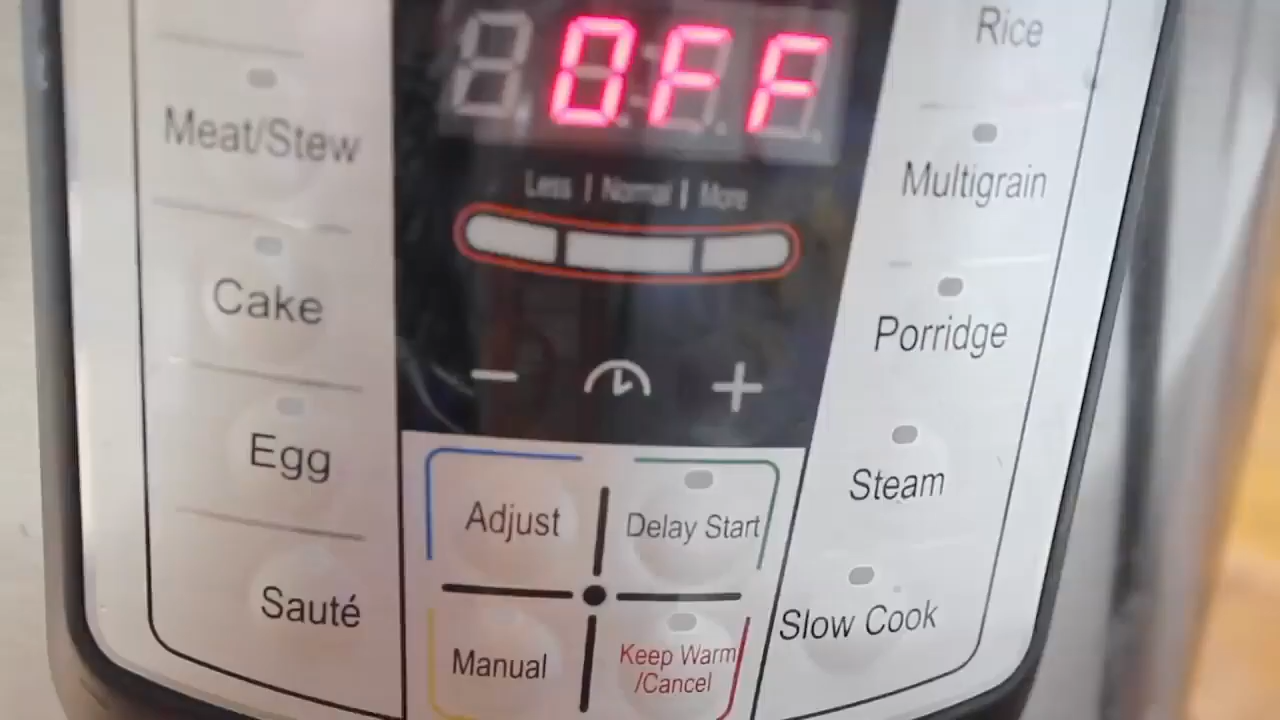 OFF
Less | Normal | More
− +
Meat/Stew
Cake
Egg
Sauté
Adjust
Delay Start
Manual
Keep Warm
/Cancel
Rice
Multigrain
Porridge
Steam
Slow Cook